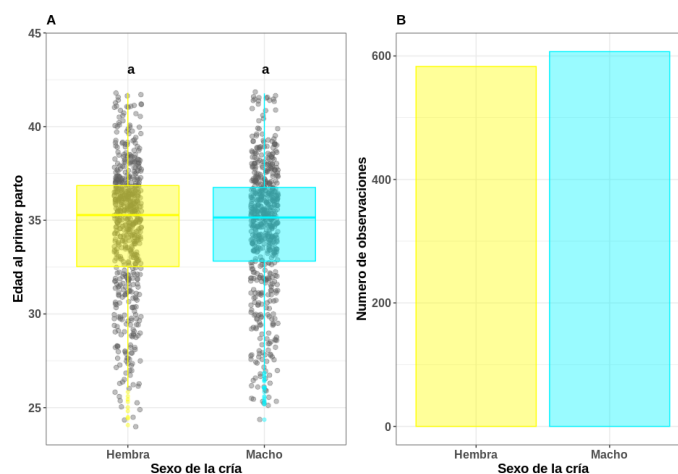 A
45
40
35
30
25
Edad al primer parto
a
a
Hembra
Macho
Sexo de la cría
B
600
400
200
0
Numero de observaciones
Hembra
Macho
Sexo de la cría